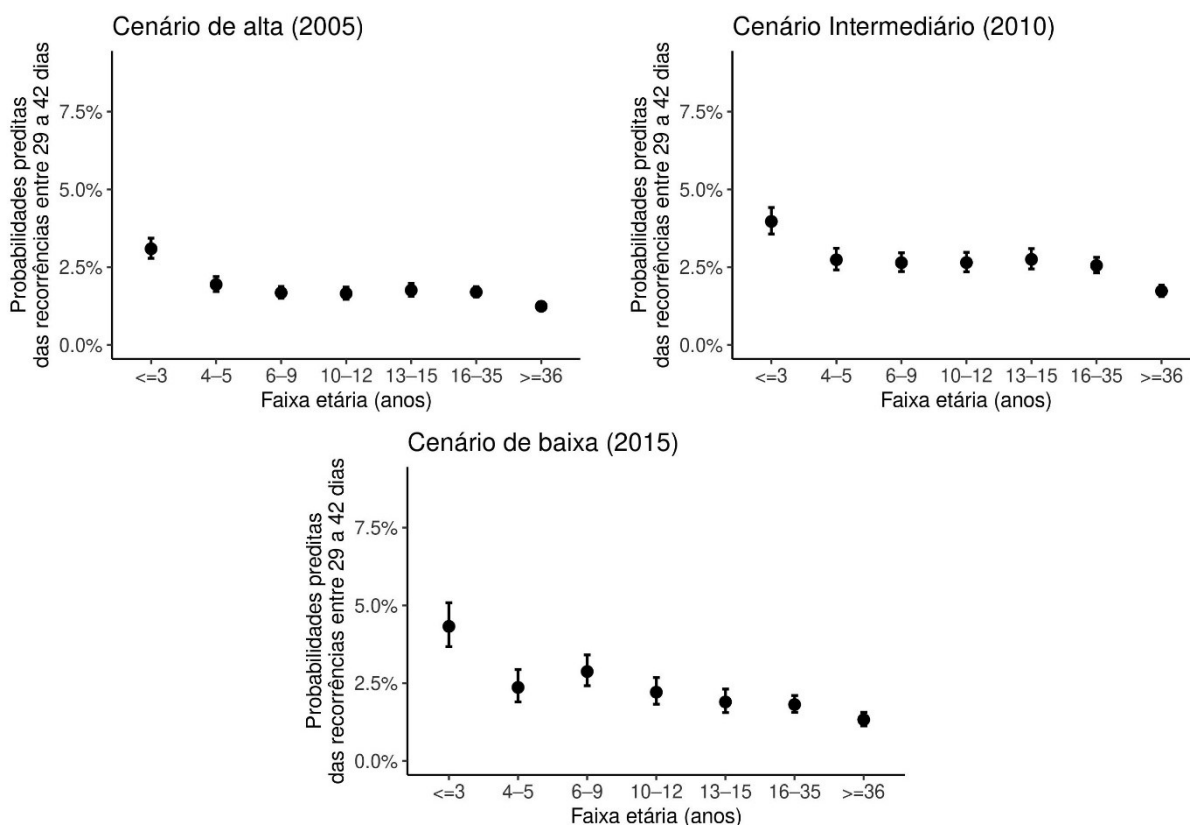 Cenário de alta (2005)
Probabilidades preditas
das recorrências entre 29 a 42 dias
7.5%
5.0%
2.5%
0.0%
<=3 4–5 6–9 10–12 13–15 16–35 >=36
Faixa etária (anos)
Cenário Intermediário (2010)
Probabilidades preditas
das recorrências entre 29 a 42 dias
7.5%
5.0%
2.5%
0.0%
<=3 4–5 6–9 10–12 13–15 16–35 >=36
Faixa etária (anos)
Cenário de baixa (2015)
Probabilidades preditas
das recorrências entre 29 a 42 dias
7.5%
5.0%
2.5%
0.0%
<=3 4–5 6–9 10–12 13–15 16–35 >=36
Faixa etária (anos)